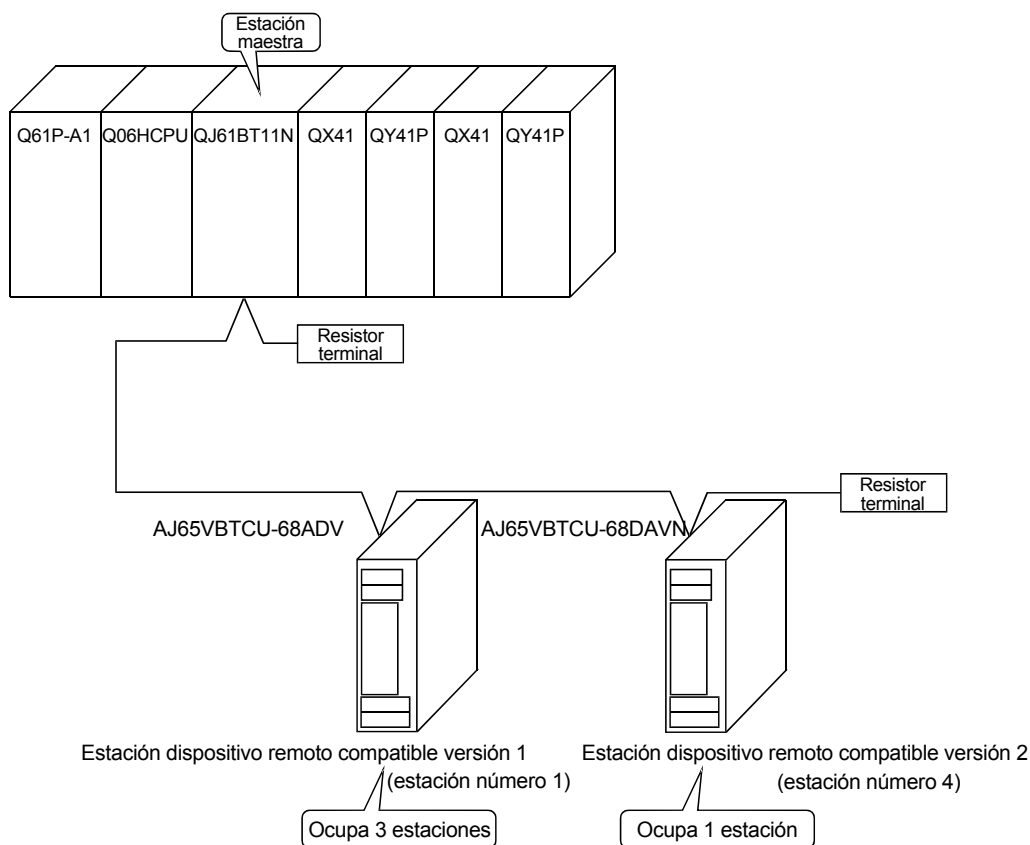 Estación
maestra
Q61P-A1 Q06HCPU QJ61BT11N QX41 QY41P QX41 QY41P
Resistor
terminal
Resistor
terminal
AJ65VBTCU-68ADV AJ65VBTCU-68DAVN
Estación dispositivo remoto compatible versión 1
(estación número 1)
Ocupa 3 estaciones
Estación dispositivo remoto compatible versión 2
(estación número 4)
Ocupa 1 estación